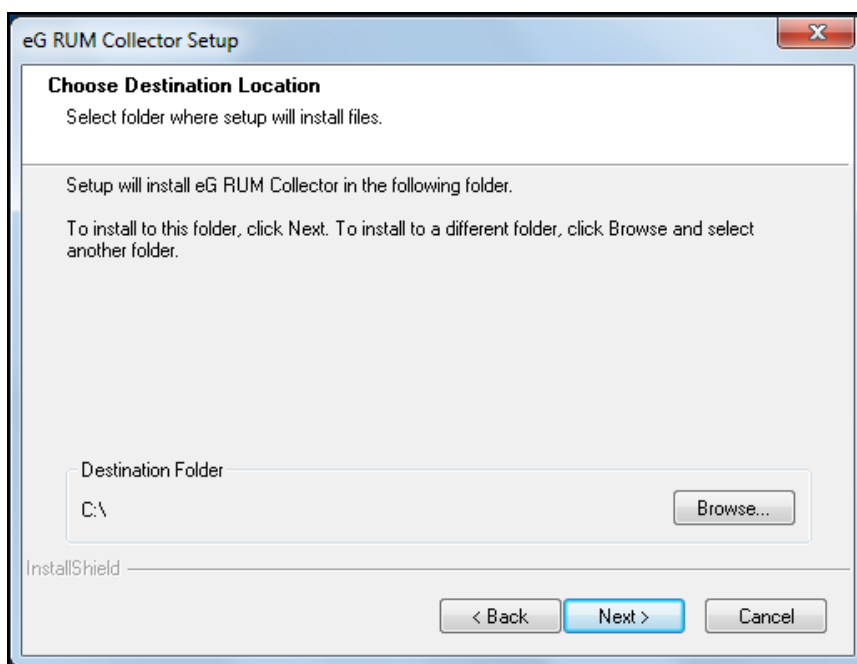 eG RUM Collector Setup
Choose Destination Location
Select folder where setup will install files.
Setup will install eG RUM Collector in the following folder.
To install to this folder, click Next. To install to a different folder, click Browse and select
another folder.
Destination Folder
C:\
Browse...
InstallShield
< Back
Next >
Cancel